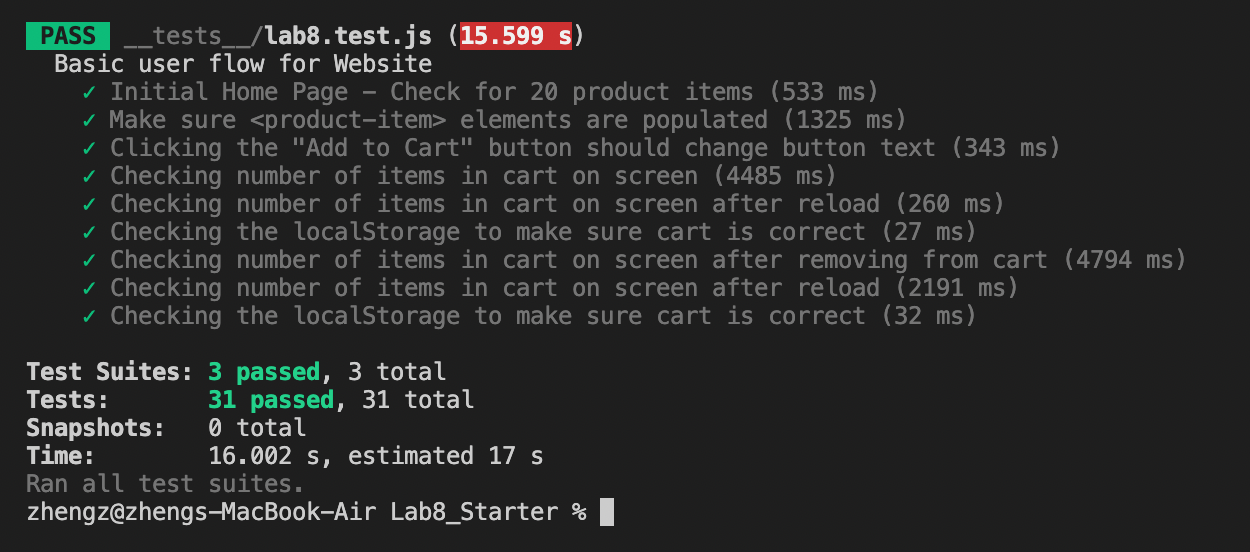 PASS __tests__/lab8.test.js (15.599 s)
Basic user flow for Website
✓ Initial Home Page – Check for 20 product items (533 ms)
✓ Make sure <product-item> elements are populated (1325 ms)
✓ Clicking the "Add to Cart" button should change button text (343 ms)
✓ Checking number of items in cart on screen (4485 ms)
✓ Checking number of items in cart on screen after reload (260 ms)
✓ Checking the localStorage to make sure cart is correct (27 ms)
✓ Checking number of items in cart on screen after removing from cart (4794 ms)
✓ Checking number of items in cart on screen after reload (2191 ms)
✓ Checking the localStorage to make sure cart is correct (32 ms)
Test Suites: 3 passed, 3 total
Tests: 31 passed, 31 total
Snapshots: 0 total
Time: 16.002 s, estimated 17 s
Ran all test suites.
zhengz@zhengs-MacBook-Air Lab8_Starter %